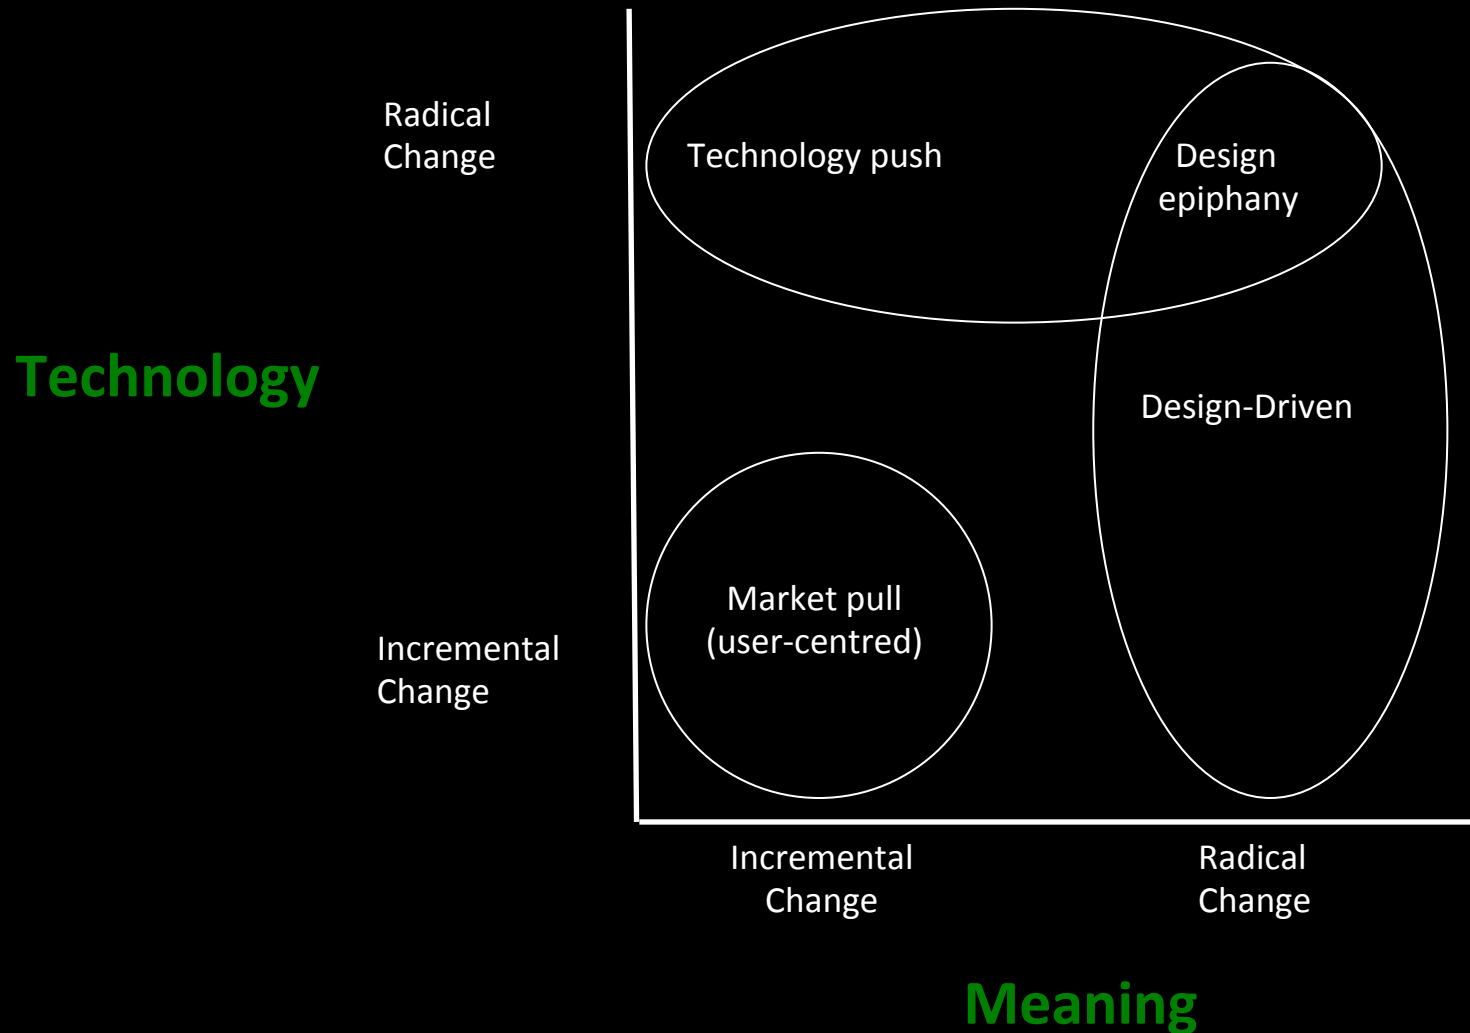 Radical
Change
Technology push
Design
epiphany
Technology
Design-Driven
Market pull
(user-centred)
Incremental
Change
Incremental
Change
Radical
Change
Meaning